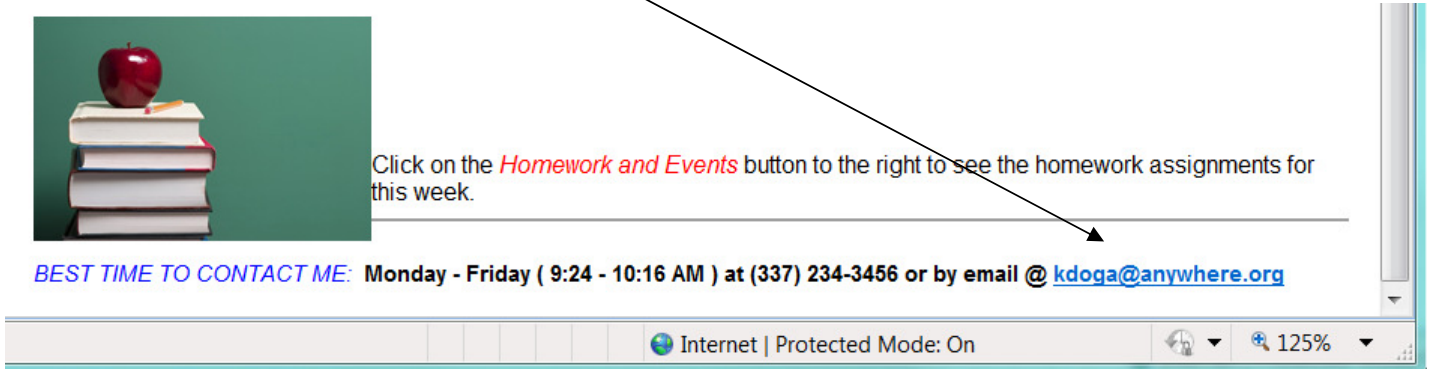 Click on the Homework and Events button to the right to see the homework assignments for
this week.
BEST TIME TO CONTACT ME: Monday - Friday ( 9:24 - 10:16 AM ) at (337) 234-3456 or by email @ kdoga@anywhere.org
Internet | Protected Mode: On 125%